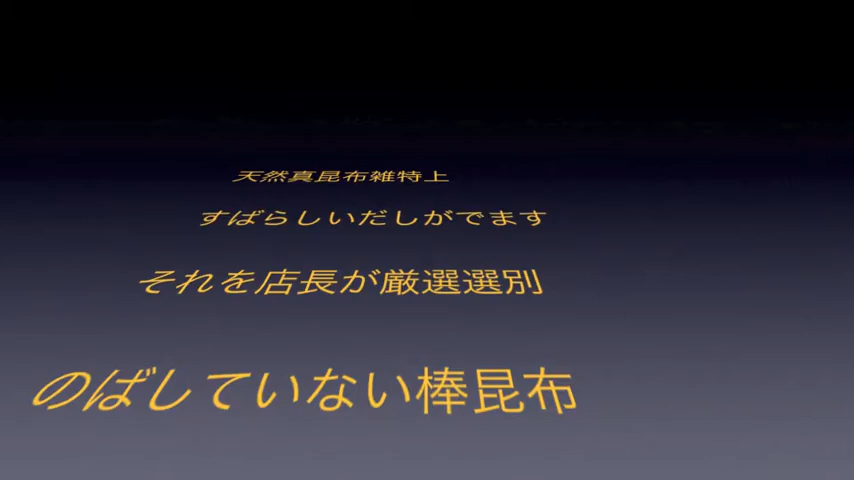 天然真昆布雑特上
すばらしいだしがでます
それを店長が厳選選別
のばしていない棒昆布